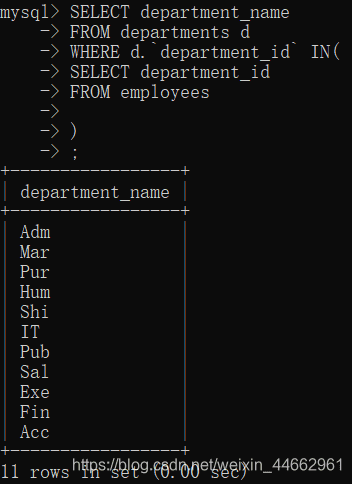 mysql> SELECT department_name
-> FROM departments d
-> WHERE d.`department_id` IN(
-> SELECT department_id
-> FROM employees
->
-> )
-> ;
+-----------------+
| department_name |
+-----------------+
| Adm |
| Mar |
| Pur |
| Hum |
| Shi |
| IT |
| Pub |
| Sal |
| Exe |
| Fin |
| Acc |
+-----------------+
11 rows in set (0.00 sec)
https://blog.csdn.net/weixin_44662961